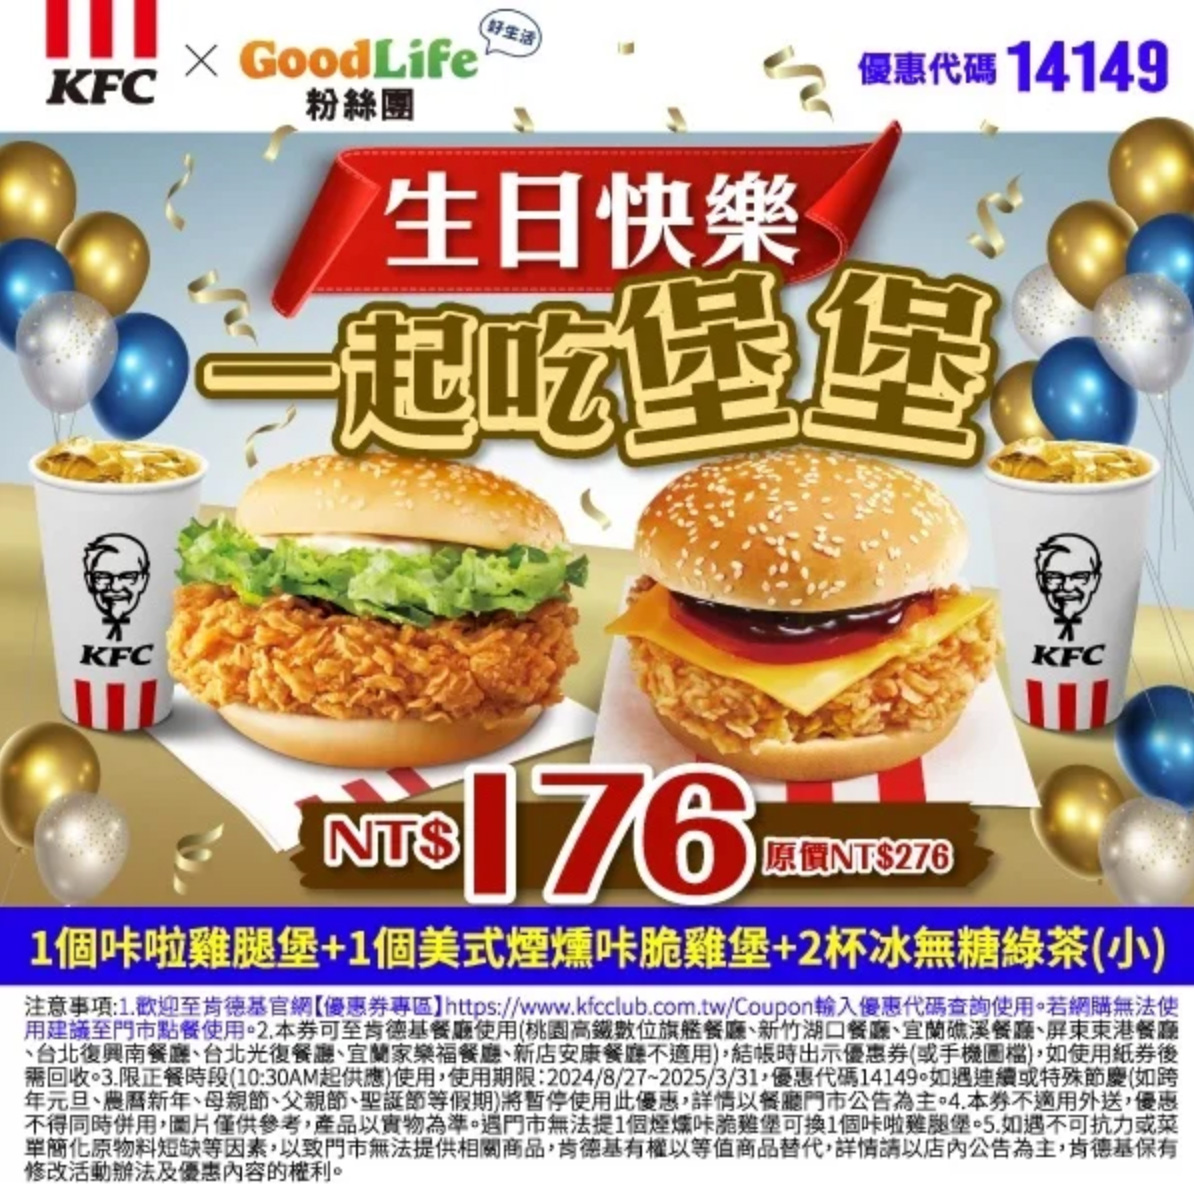 KFC × GoodLife 好生活
粉絲團
優惠代碼 14149
生日快樂
一起吃堡堡
KFC
KFC
NT$176 原價NT$276
1個咔啦雞腿堡+1個美式煙燻咔脆雞堡+2杯冰無糖綠茶(小)
注意事項:1.歡迎至肯德基官網【優惠券專區】https://www.kfcclub.com.tw/Coupon輸入優惠代碼查詢使用。若網購無法使
用建議至門市點餐使用。2.本券可至肯德基餐廳使用(桃園高鐵數位旗艦餐廳、新竹湖口餐廳、宜蘭礁溪餐廳、屏東東港餐廳
、台北復興南餐廳、台北光復餐廳、宜蘭家樂福餐廳、新店安康餐廳不適用),結帳時出示優惠券(或手機圖檔),如使用紙券後
需回收。3.限正餐時段(10:30AM起供應)使用,使用期限:2024/8/27~2025/3/31,優惠代碼14149。如遇連續或特殊節慶(如跨
年元旦、農曆新年、母親節、父親節、聖誕節等假期)將暫停使用此優惠,詳情以餐廳門市公告為主。4.本券不適用外送,優惠
不得同時併用,圖片僅供參考,產品以實物為準。遇門市無法提1個煙燻咔脆雞堡可換1個咔啦雞腿堡。5.如遇不可抗力或菜
單簡化原物料短缺等因素,以致門市無法提供相關商品,肯德基有權以等值商品替代,詳情請以店內公告為主,肯德基保有
修改活動辦法及優惠內容的權利。